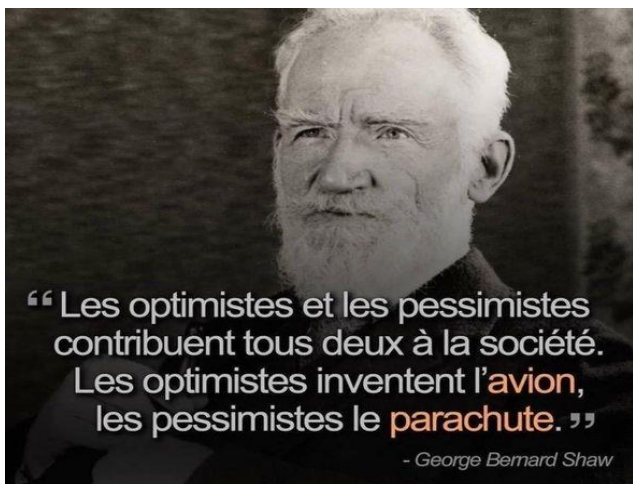 “ Les optimistes et les pessimistes
contribuent tous deux à la société.
Les optimistes inventent l’avion,
les pessimistes le parachute. ”
- George Bernard Shaw